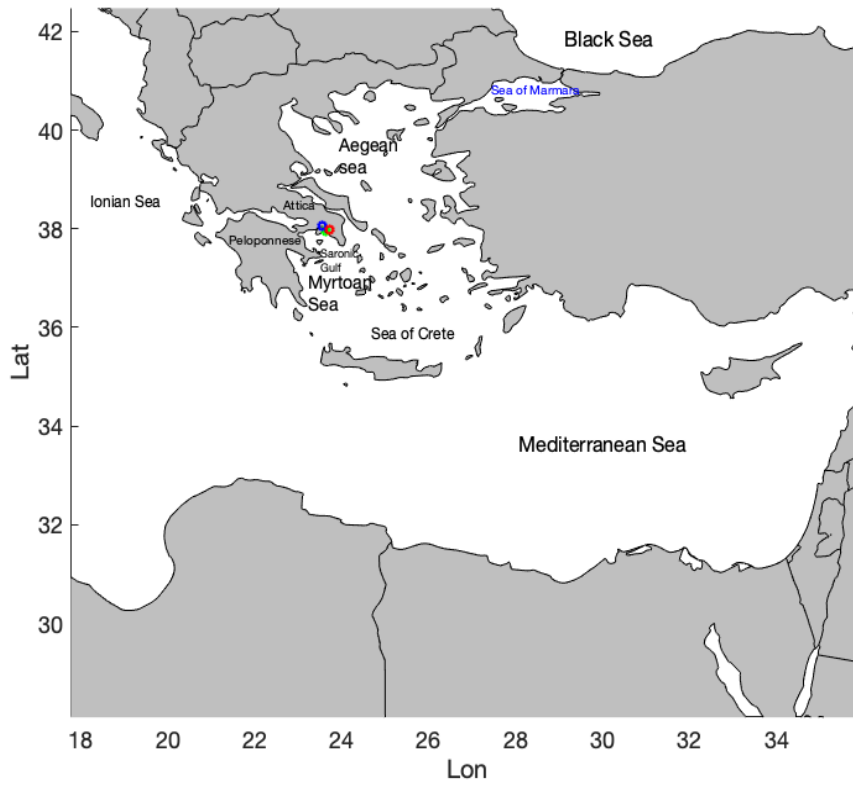 42
Black Sea
Sea of Marmara
40
Aegean
sea
Ionian Sea
Attica
38
Peloponnese
Saronic
Gulf
Myrtoan
Sea
36
Sea of Crete
Lat
34
Mediterranean Sea
32
30
18 20 22 24 26 28 30 32 34
Lon